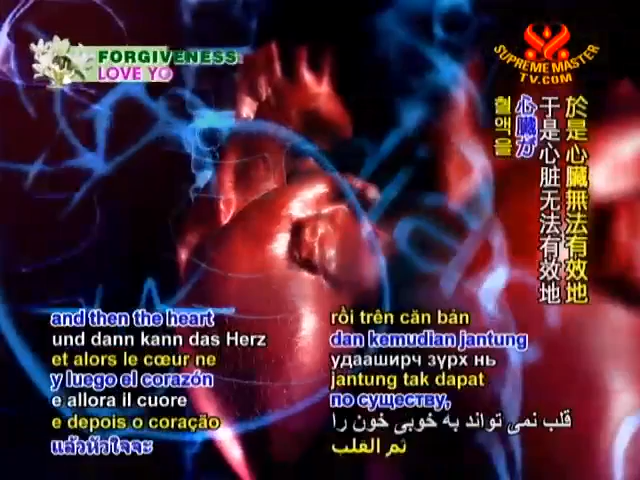 FORGIVENESS
LOVE YO
SUPREME MASTER
TV.COM
於是心臟無法有效地
于是心脏无法有效地
心臓が
혈액을
and then the heart
und dann kann das Herz
et alors le cœur ne
y luego el corazón
e allora il cuore
e depois o coração
แล้วหัวใจจะ
rồi trên căn bản
dan kemudian jantung
удааширч зүрх нь
jantung tak dapat
по существу,
قلب نمی تواند به خوبی خون را
ثم القلب